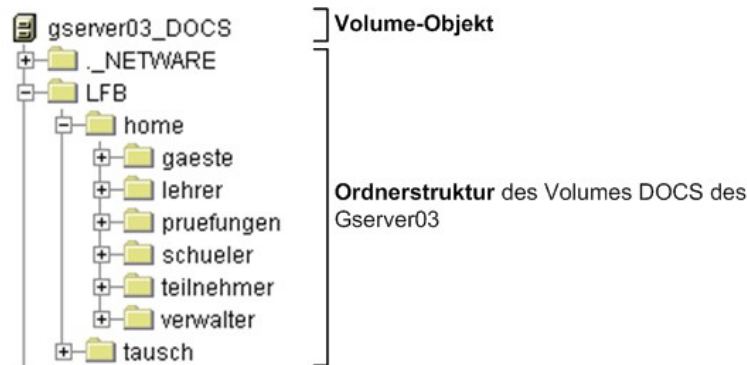 gserver03_DOCS
Volume-Objekt
._NETWARE
LFB
home
gaeste
lehrer
pruefungen
schueler
teilnehmer
verwalter
tausch
Ordnerstruktur des Volumes DOCS des
Gserver03